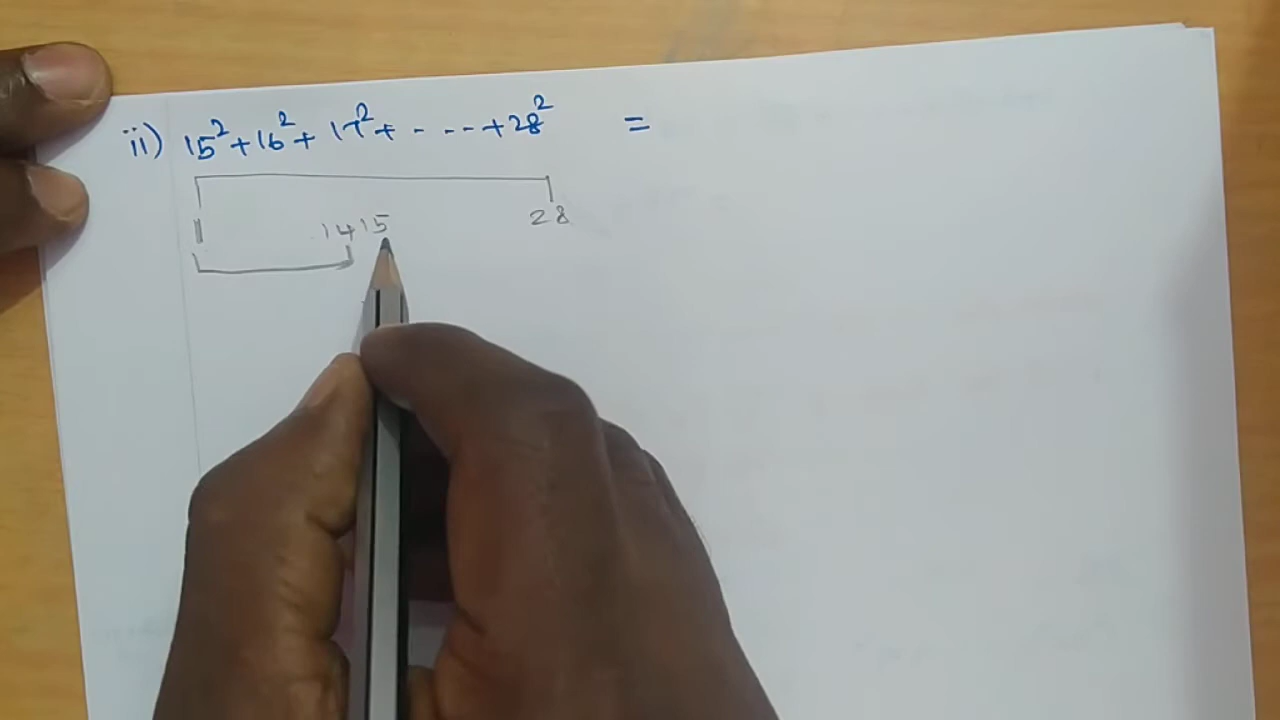 ii) 15² + 16² + 17² + - - - - + 28² =
1 14 15 28